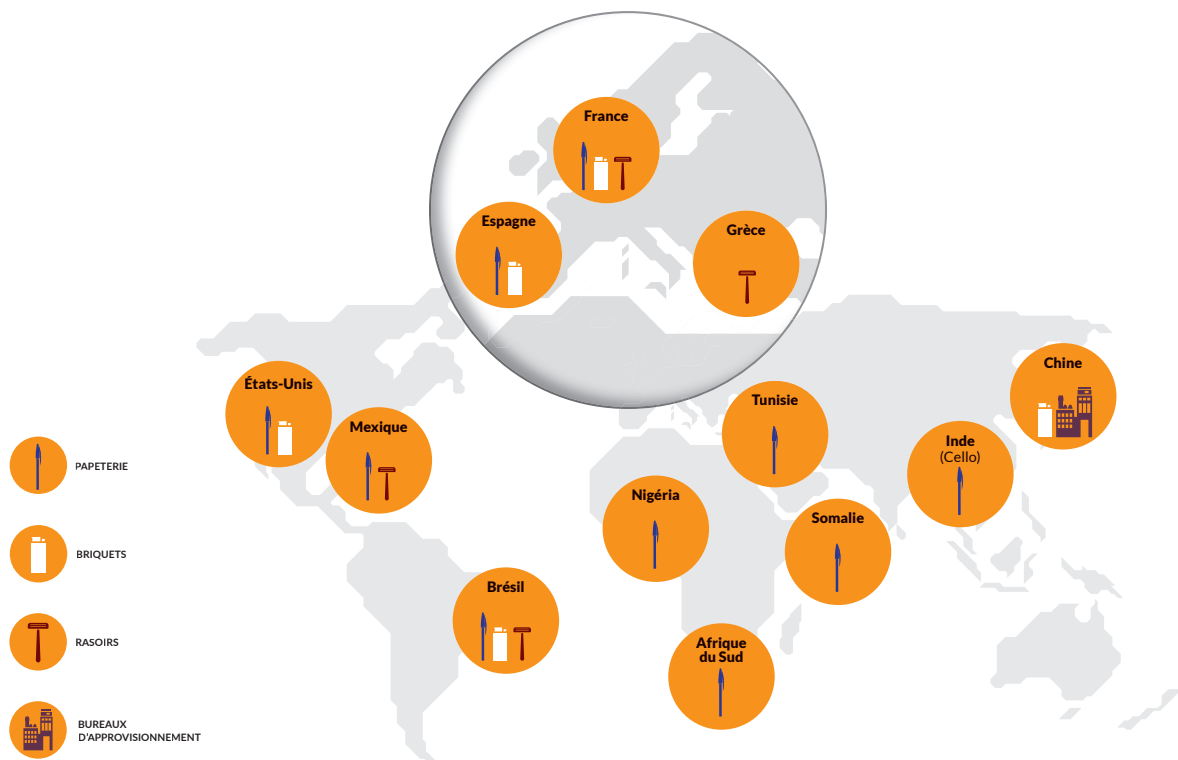 France
Espagne
Grèce
États-Unis
Mexique
Tunisie
Chine
Inde
(Cello)
Nigéria
Somalie
Brésil
Afrique
du Sud
PAPETERIE
BRIQUETS
RASOIRS
BUREAUX
D'APPROVISIONNEMENT